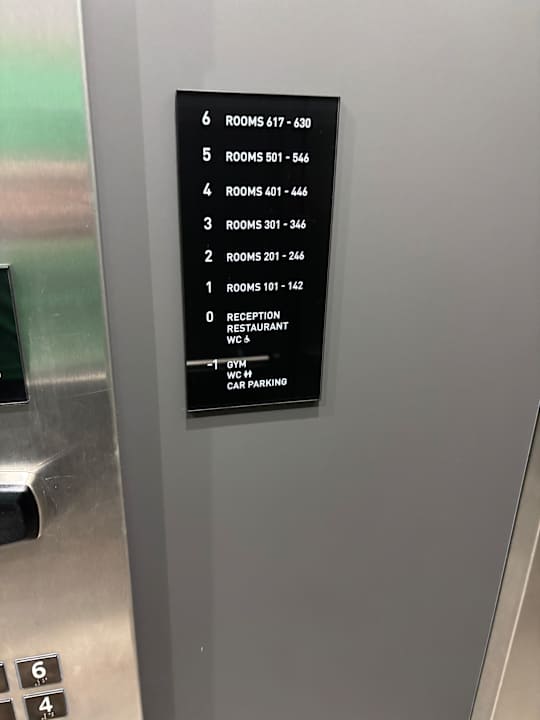 6 ROOMS 617 - 630
5 ROOMS 501 - 546
4 ROOMS 401 - 446
3 ROOMS 301 - 346
2 ROOMS 201 - 246
1 ROOMS 101 - 142
0 RECEPTION
RESTAURANT
WC
-1 GYM
WC
CAR PARKING
6
4